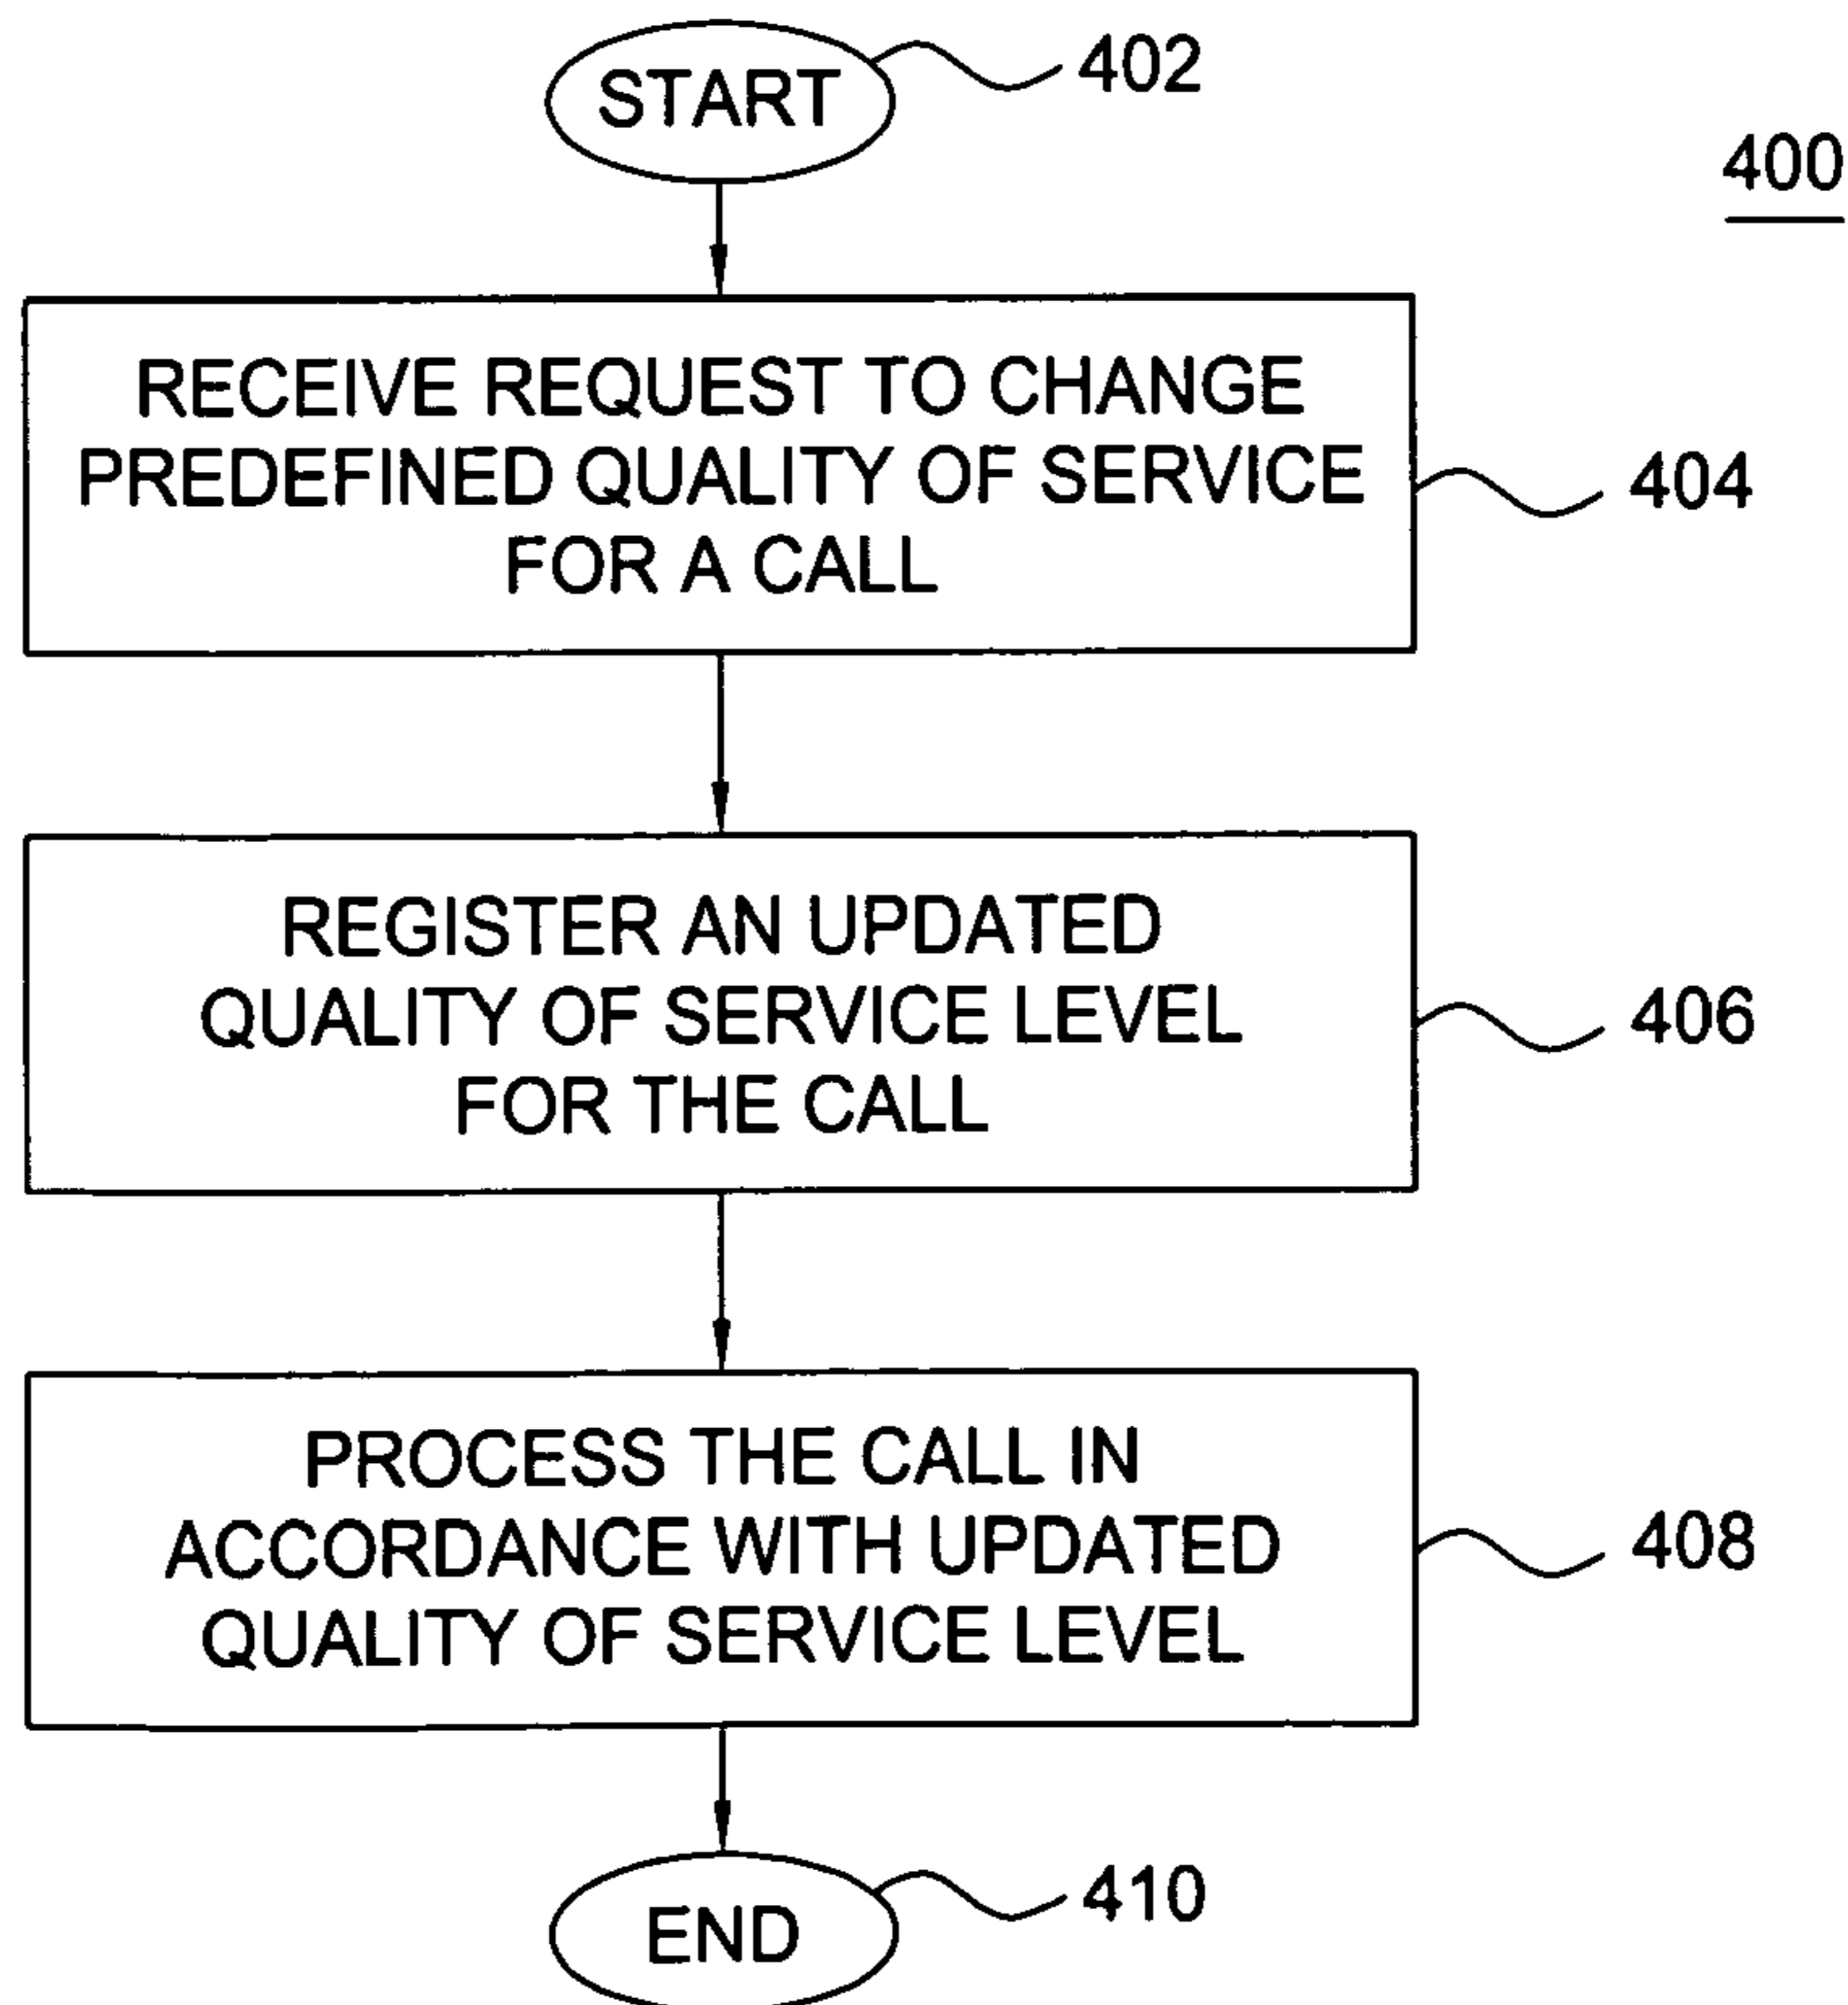 START
402
400
RECEIVE REQUEST TO CHANGE
PREDEFINED QUALITY OF SERVICE
FOR A CALL
404
REGISTER AN UPDATED
QUALITY OF SERVICE LEVEL
FOR THE CALL
406
PROCESS THE CALL IN
ACCORDANCE WITH UPDATED
QUALITY OF SERVICE LEVEL
408
END
410